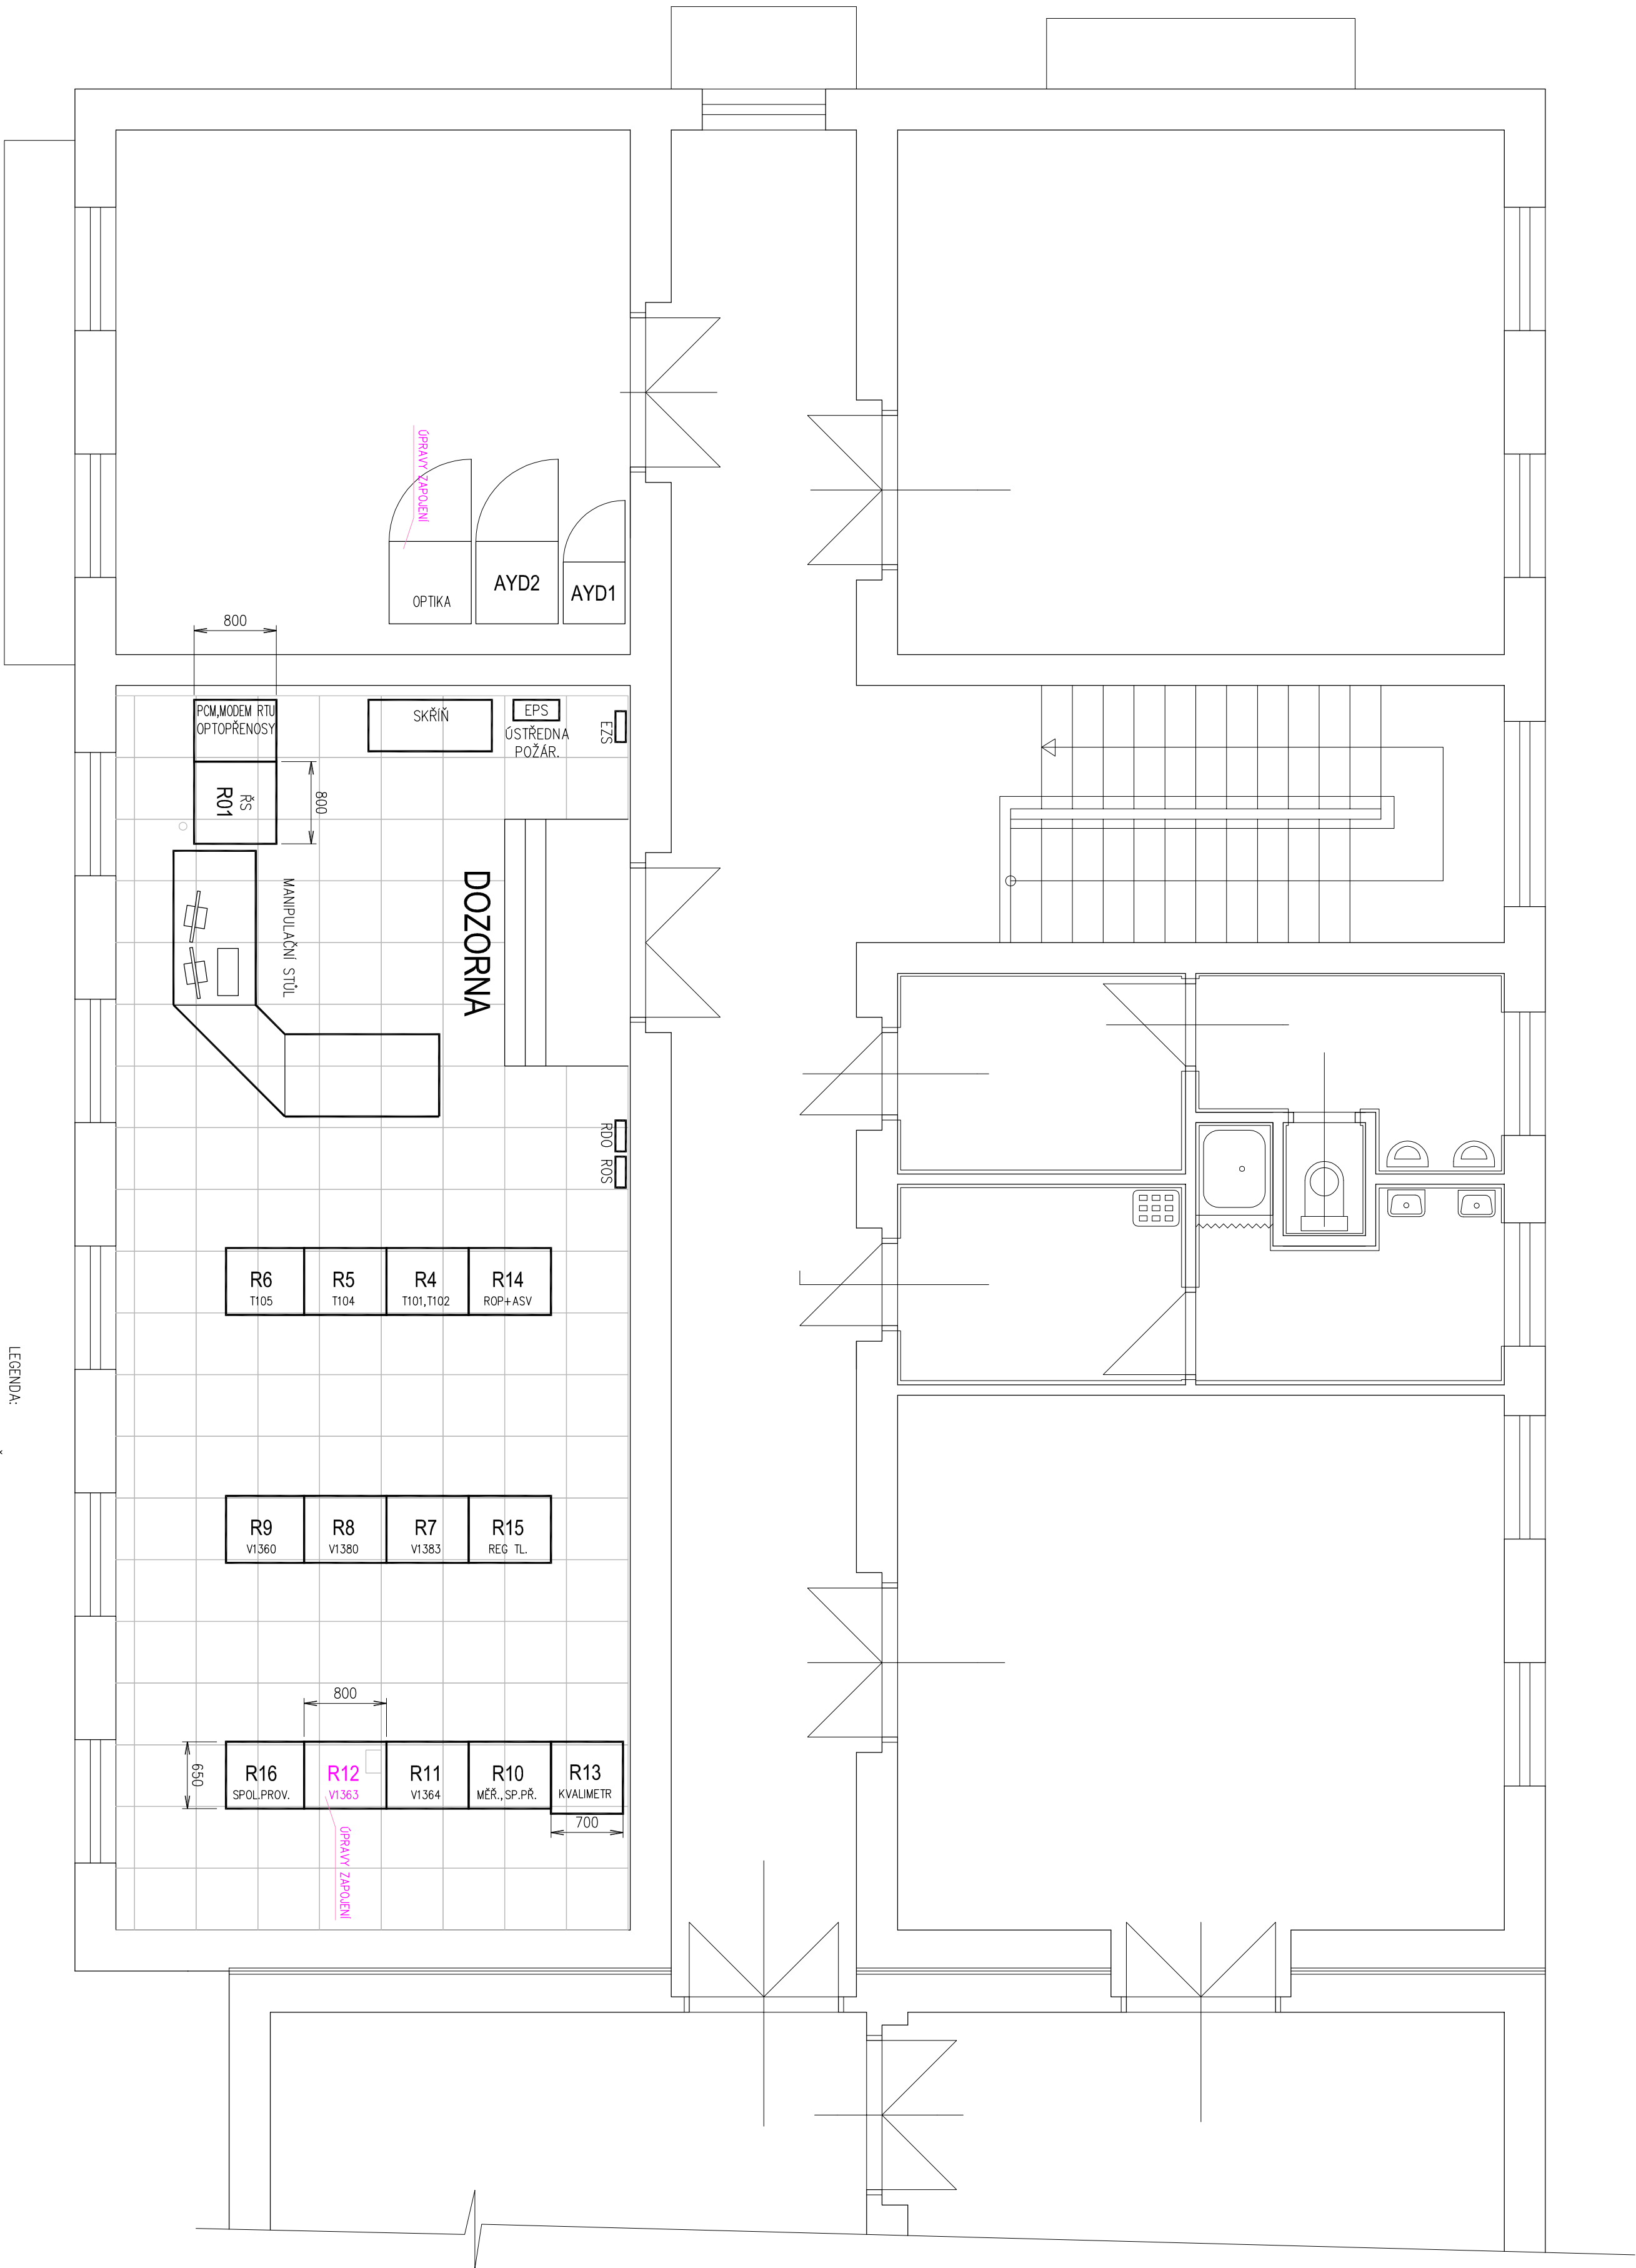 ÚPRAVY ZAPOJENÍ
OPTIKA
AYD2
AYD1
800
PCM,MODEM RTU
OPTOPŘENOSY
SKŘÍŇ
EPS
ÚSTŘEDNA
POŽÁR.
EZS
ŘS
R01
800
MANIPULAČNÍ STŮL
DOZORNA
RDO
ROS
R6
T105
R5
T104
R4
T101,T102
R14
ROP+ASV
R9
V1360
R8
V1380
R7
V1383
R15
REG TL.
800
650
R16
SPOL.PROV.
R12
V1363
R11
V1364
R10
MĚŘ.,SP.PŘ.
R13
KVALIMETR
700
ÚPRAVY ZAPOJENÍ
LEGENDA: